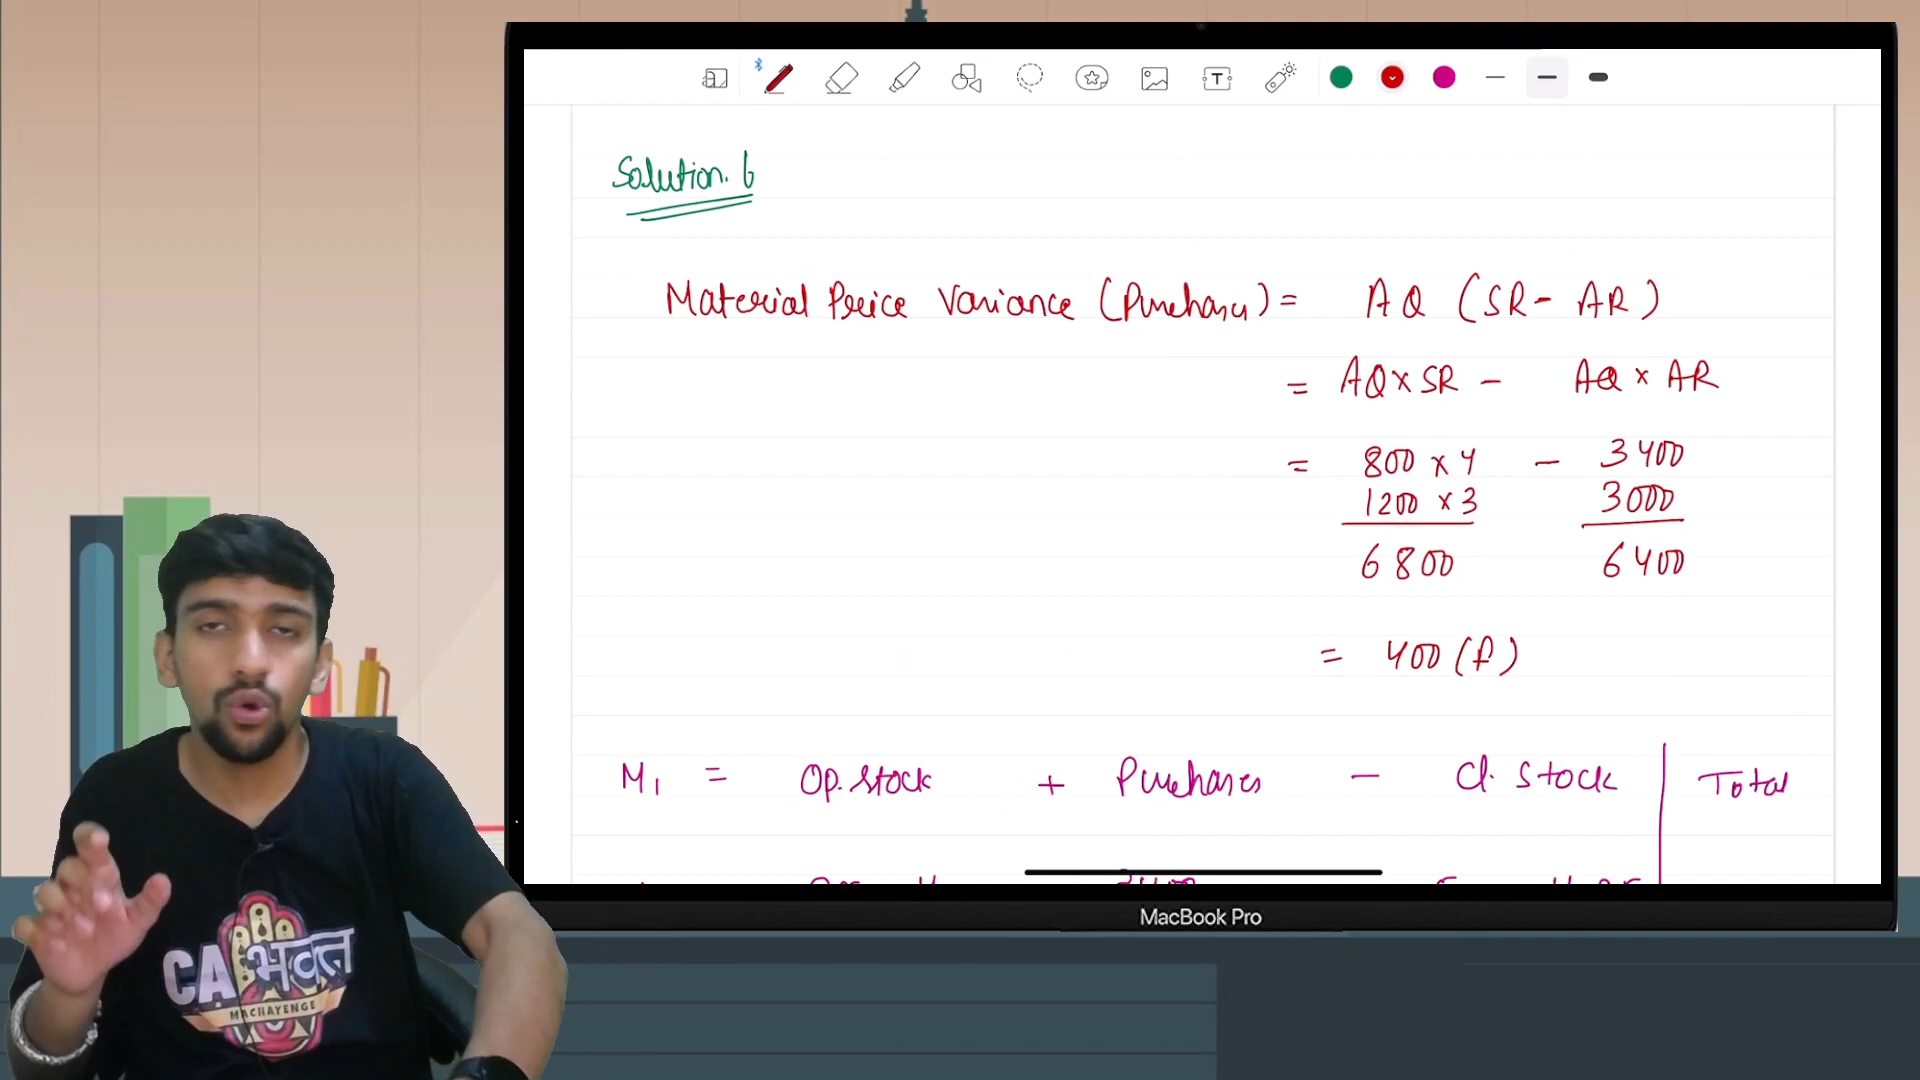 Solution. 6
Material Price Variance (Purchase) = AQ (SR - AR)
= AQ x SR - AQ x AR
= 800 x 4 - 3400
1200 x 3 3000
6800 6400
= 400 (f)
M1 = Op. stock + Purchases - Cl. Stock Total
MacBook Pro
CA भक्त
MACHAYENGE